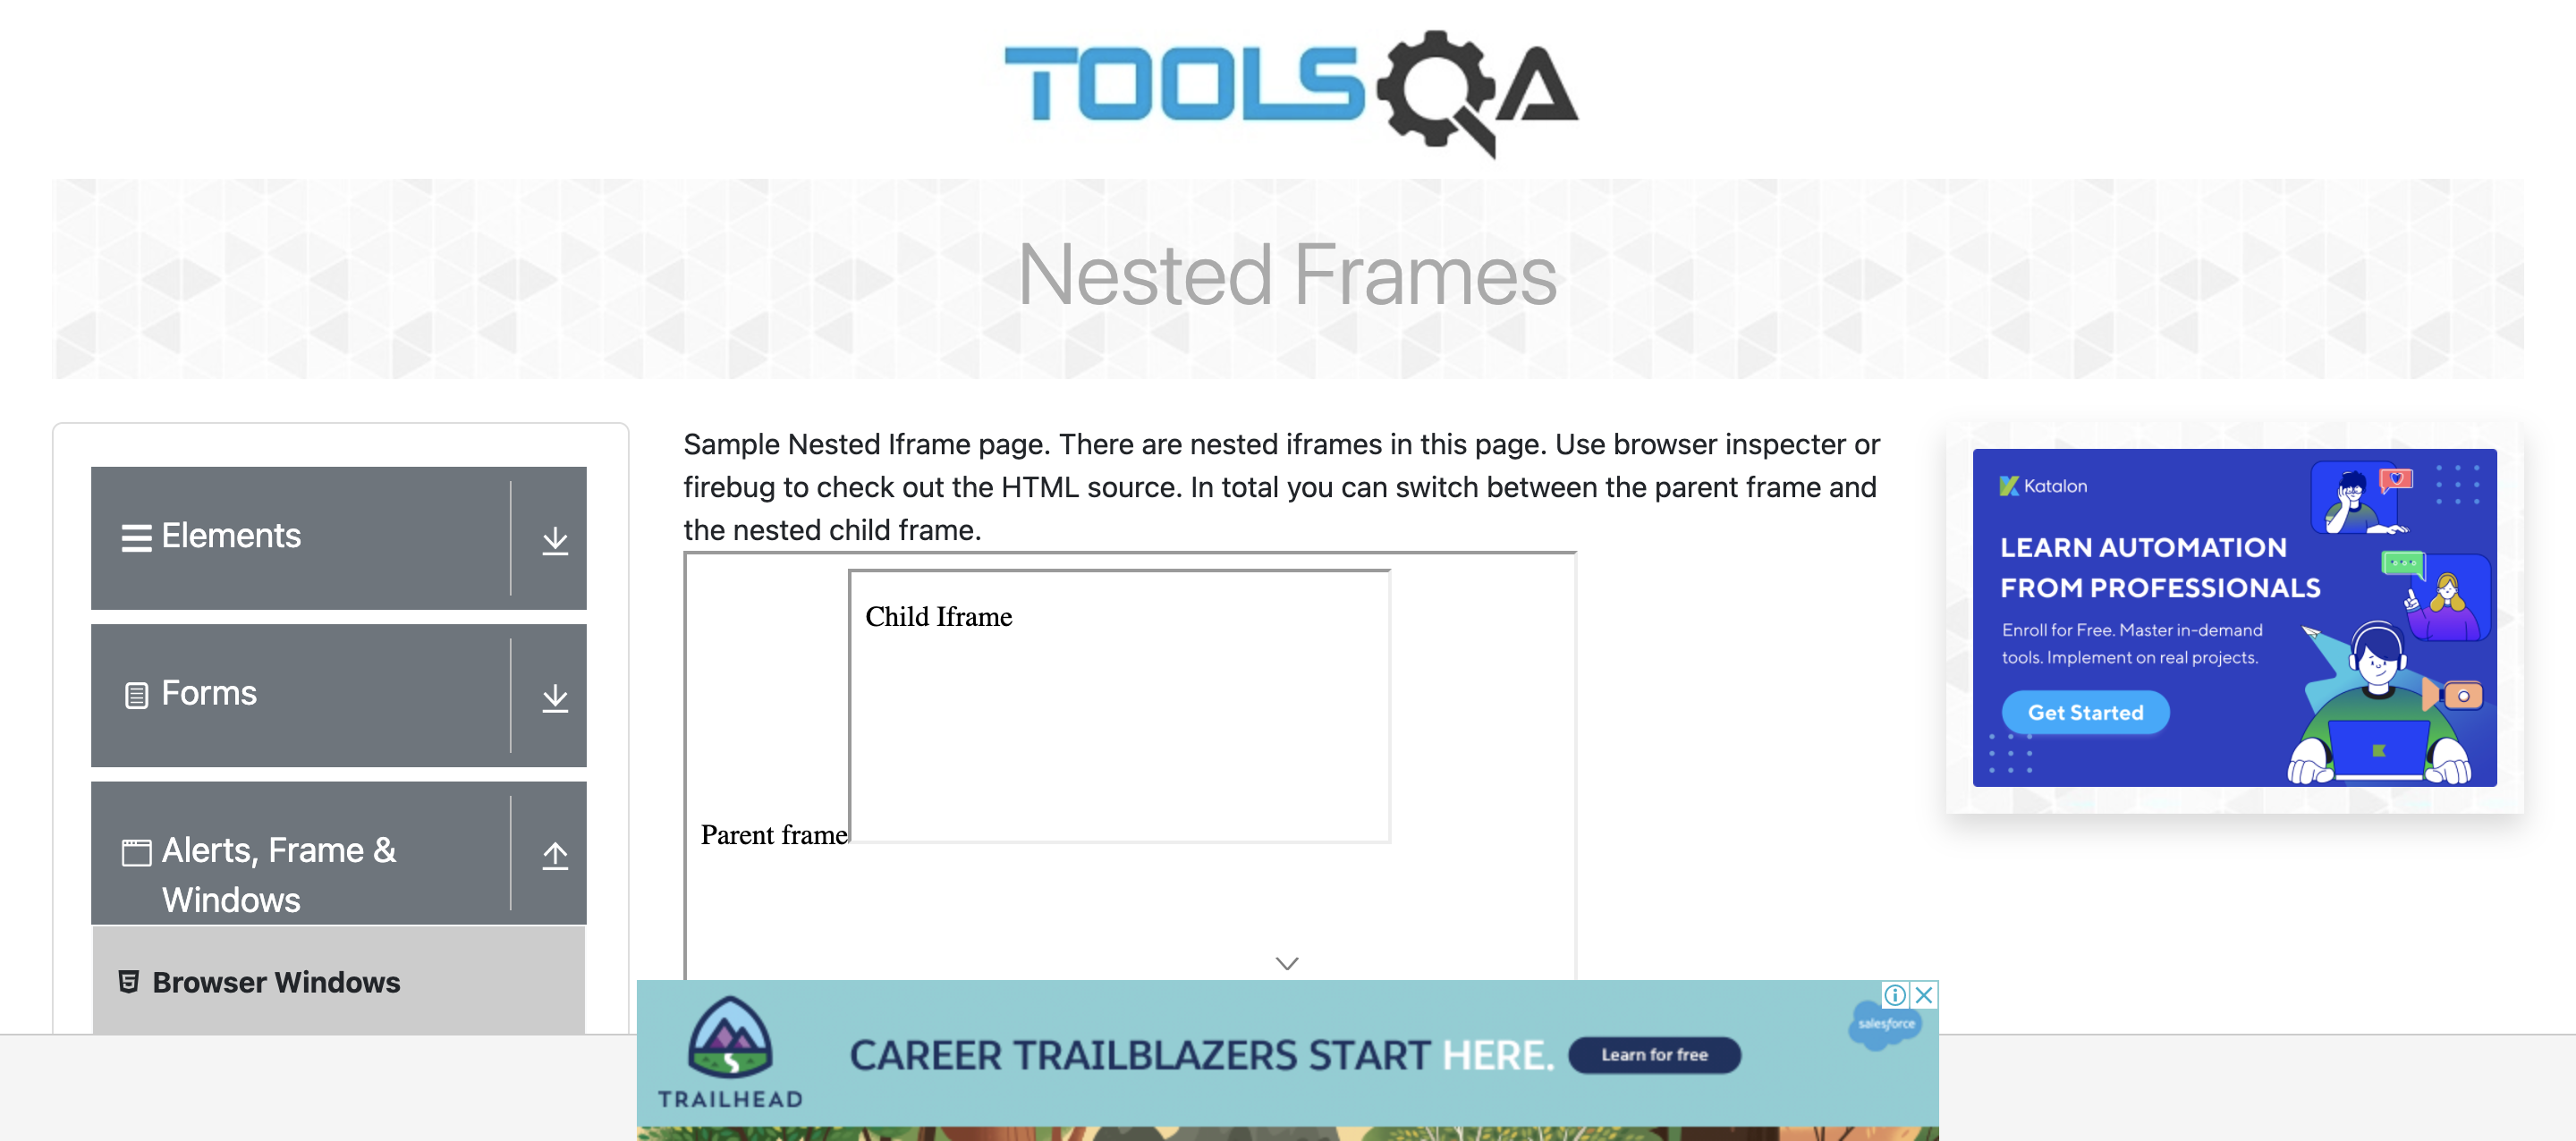 TOOLSQA
Nested Frames
Elements
Forms
Alerts, Frame &
Windows
Browser Windows
Sample Nested Iframe page. There are nested iframes in this page. Use browser inspecter or
firebug to check out the HTML source. In total you can switch between the parent frame and
the nested child frame.
Child Iframe
Parent frame
Katalon
LEARN AUTOMATION
FROM PROFESSIONALS
Enroll for Free. Master in-demand
tools. Implement on real projects.
Get Started
TRAILHEAD
CAREER TRAILBLAZERS START HERE.
Learn for free
salesforce